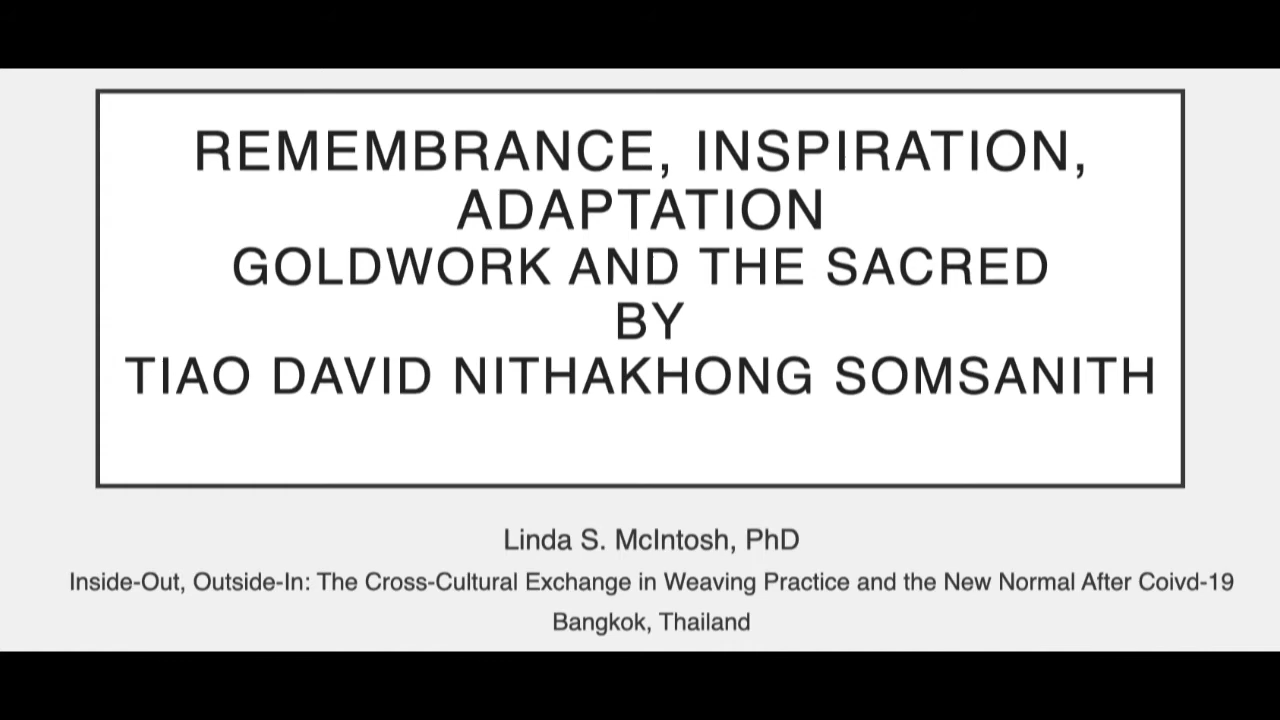 REMEMBRANCE, INSPIRATION,
ADAPTATION
GOLDWORK AND THE SACRED
BY
TIAO DAVID NITHAKHONG SOMSANITH
Linda S. McIntosh, PhD
Inside-Out, Outside-In: The Cross-Cultural Exchange in Weaving Practice and the New Normal After Coivd-19
Bangkok, Thailand